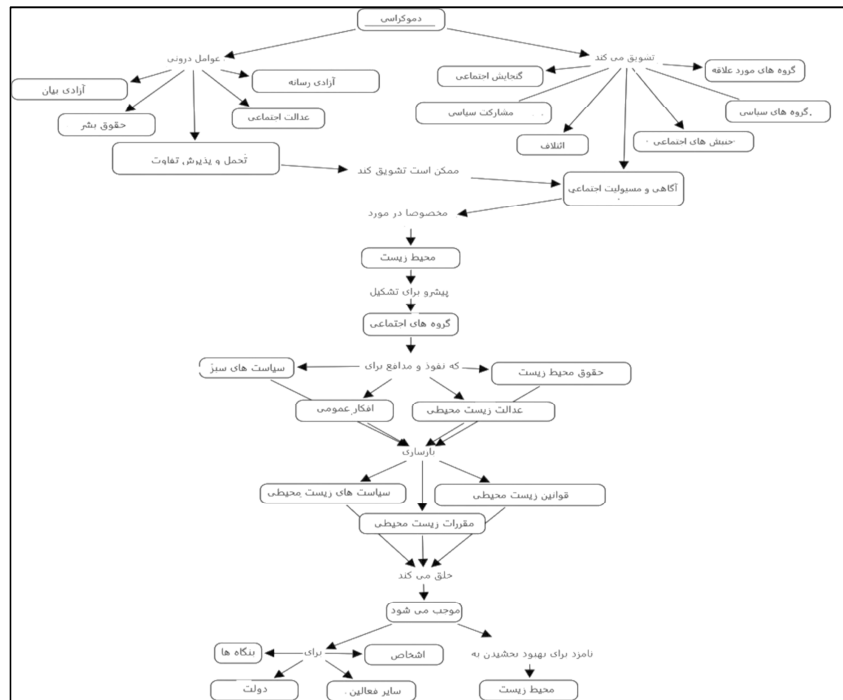 دموکراسی
عوامل درونی
تشویق می کند
گروه های مورد علاقه
گنجایش اجتماعی
آزادی رسانه
آزادی بیان
گروه های سیاسی
مشارکت سیاسی
عدالت اجتماعی
حقوق بشر
جنبش های اجتماعی
ائتلاف
تحمل و پذیرش تفاوت
ممکن است تشویق کند
آگاهی و مسیولیت اجتماعی
مخصوصا در مورد
محیط زیست
پیشرو برای تشکیل
گروه های اجتماعی
که نفوذ و مدافع برای
سیاست های سبز
حقوق محیط زیست
افکار عمومی
عدالت زیست محیطی
بازسازی
سیاست های زیست محیطی
قوانین زیست محیطی
مقررات زیست محیطی
خلق می کند
موجب می شود
نامزد برای بهبود بخشیدن به
برای
اشخاص
بنگاه ها
محیط زیست
سایر فعالین
دولت